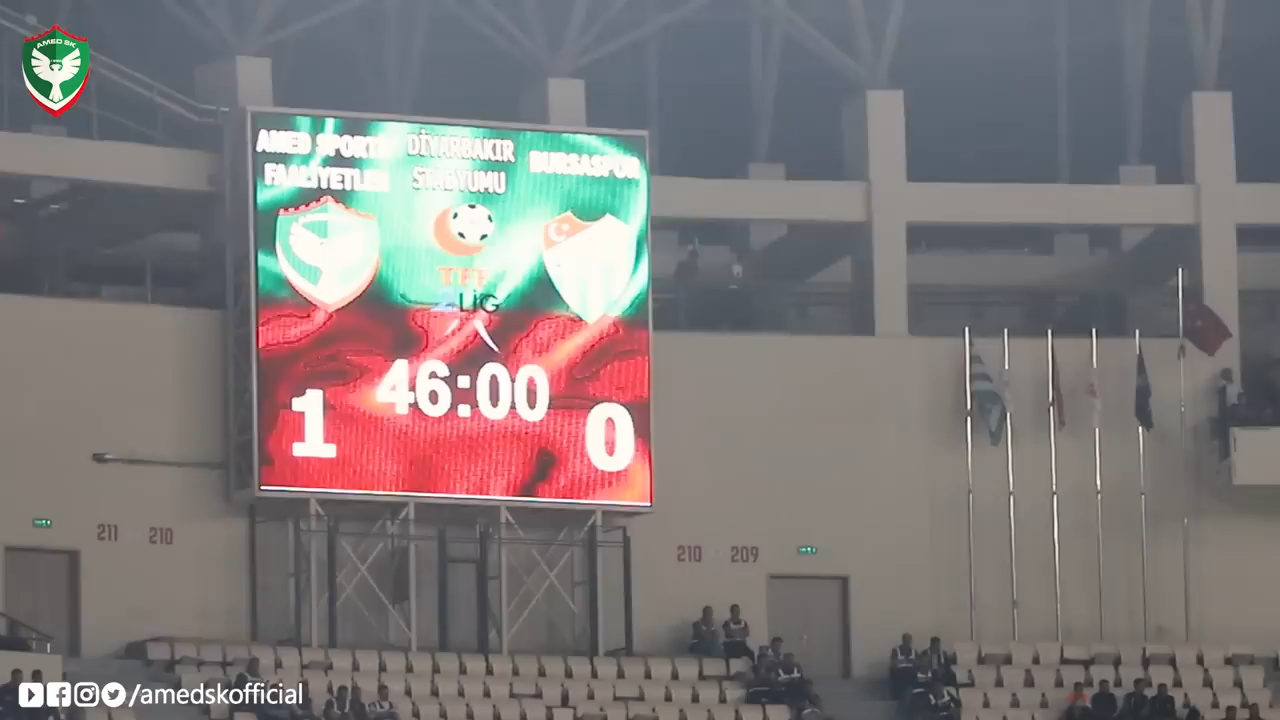 AMED SK
AMED SPORTİF DİYARBAKIR BURSASPOR
FAALİYETLER STADYUMU
TFF
LİG
46:00
1 0
211 210
210 209
/amedskofficial